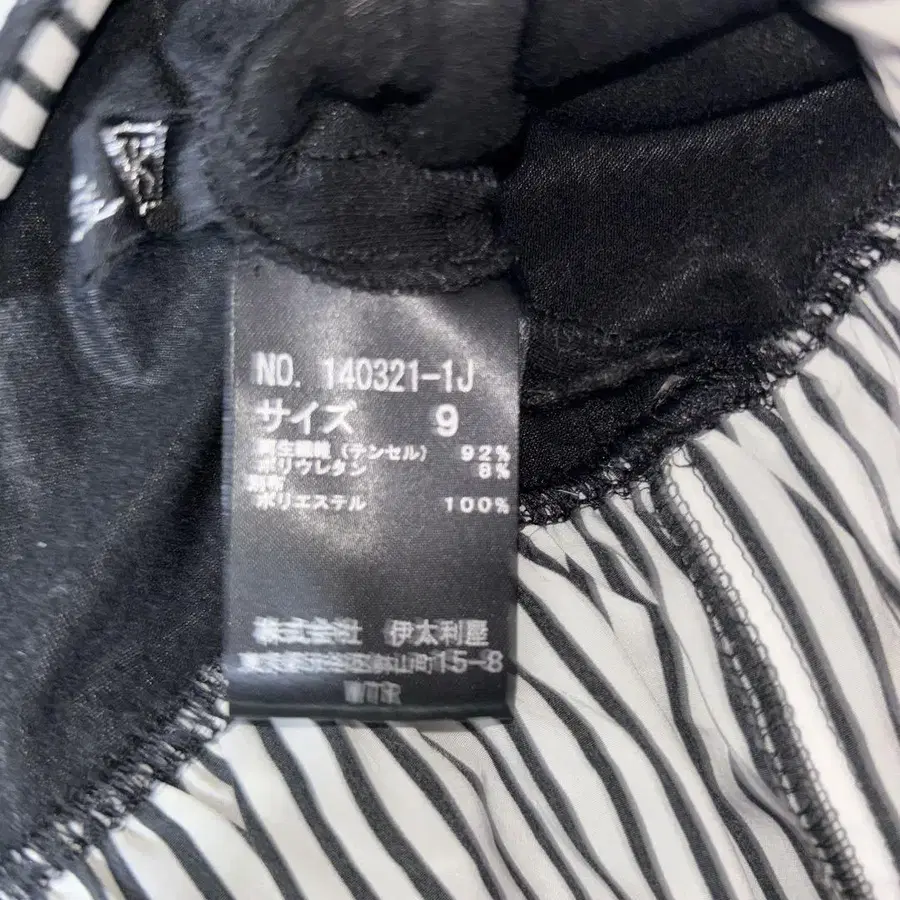 NO. 140321-1J
サイズ 9
再生繊維 (テンセル) 92%
ポリウレタン 8%
別布
ポリエステル 100%
株式会社 伊太利屋
15-8